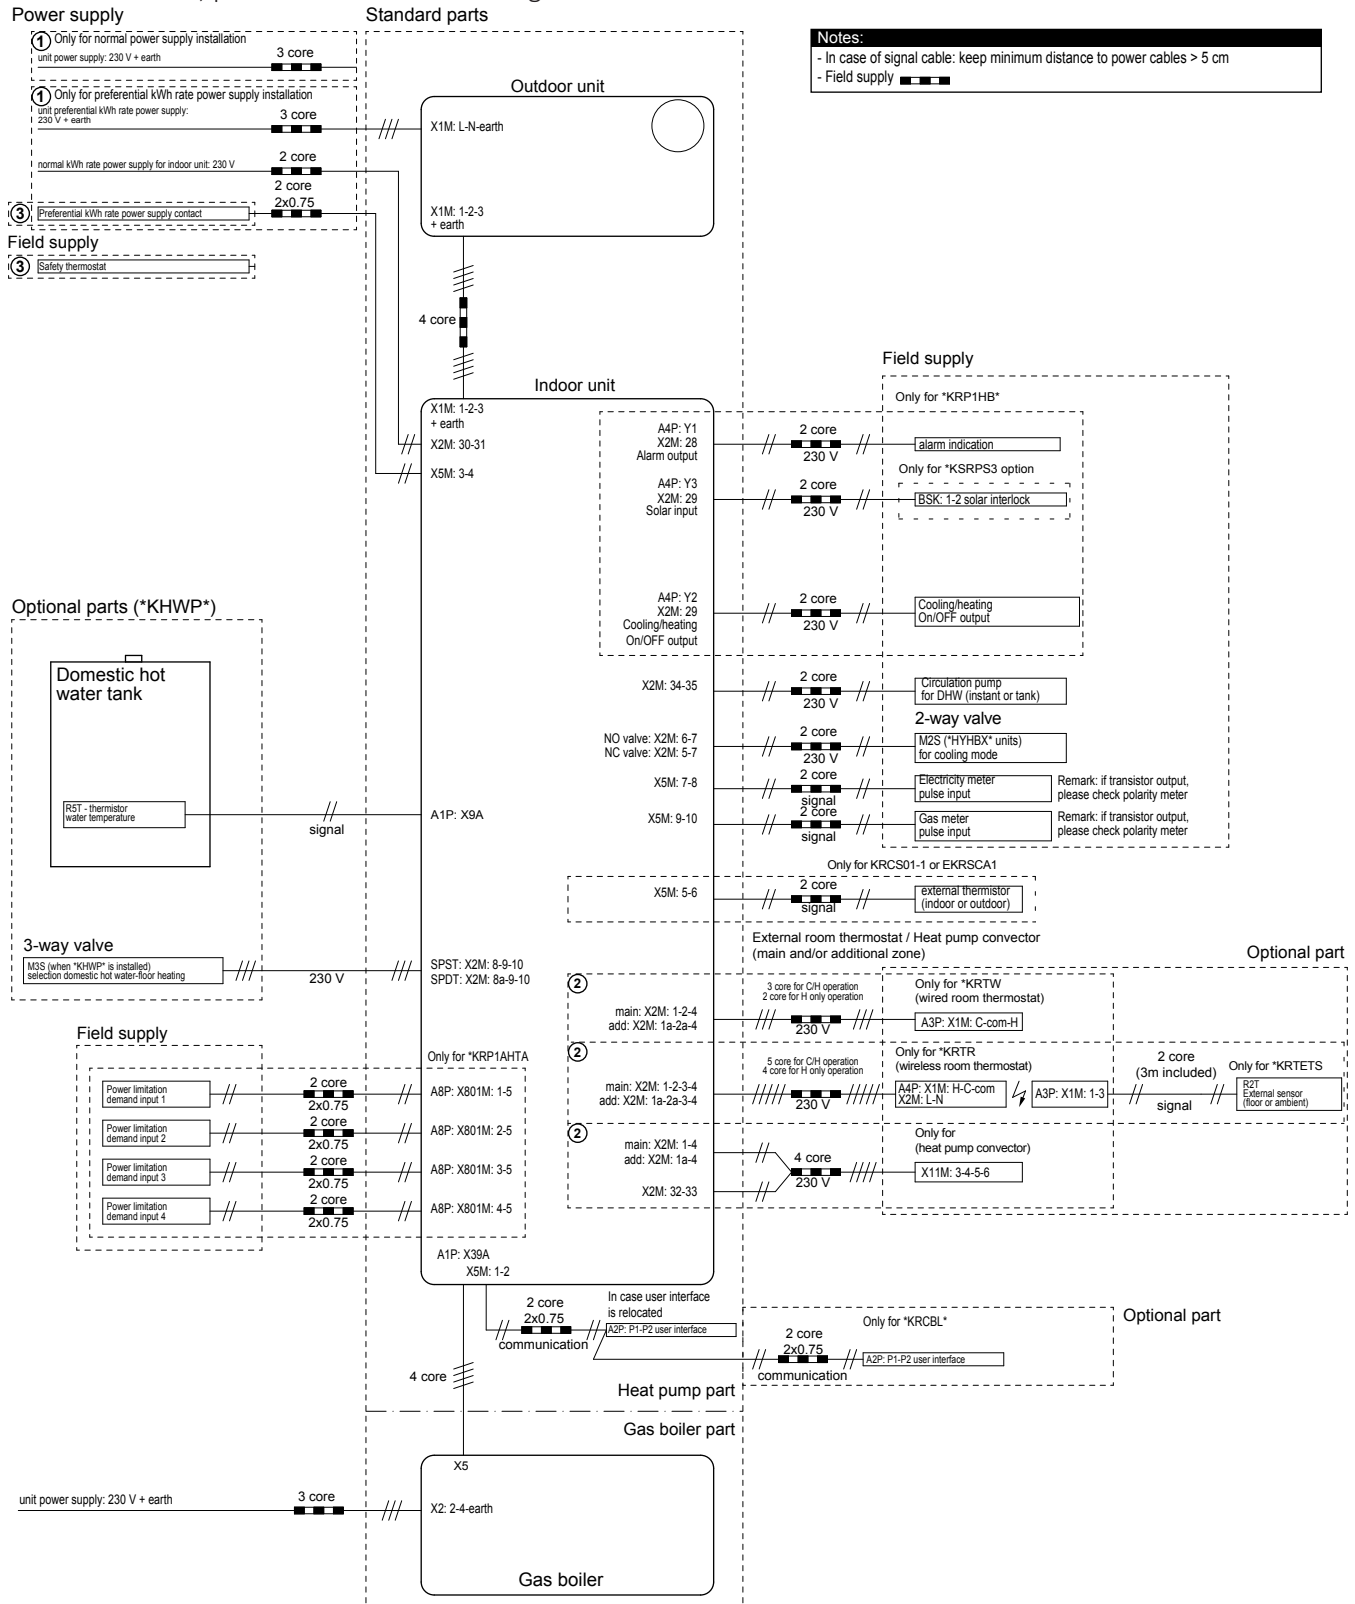 Power supply
Standard parts
① Only for normal power supply installation
unit power supply: 230 V + earth
3 core
Notes:
- In case of signal cable: keep minimum distance to power cables > 5 cm
- Field supply
① Only for preferential kWh rate power supply installation
unit preferential kWh rate power supply:
230 V + earth
3 core
normal kWh rate power supply for indoor unit: 230 V
2 core
2 core
2x0.75
③ Preferential kWh rate power supply contact
Field supply
③ Safety thermostat
Outdoor unit
X1M: L-N-earth
X1M: 1-2-3
+ earth
4 core
Indoor unit
X1M: 1-2-3
+ earth
X2M: 30-31
X5M: 3-4
Field supply
Only for *KRP1HB*
A4P: Y1
X2M: 28
Alarm output
2 core
230 V
alarm indication
Only for *KSRPS3 option
A4P: Y3
X2M: 29
Solar input
2 core
230 V
BSK: 1-2 solar interlock
A4P: Y2
X2M: 29
Cooling/heating
On/OFF output
2 core
230 V
Cooling/heating
On/OFF output
X2M: 34-35
2 core
230 V
Circulation pump
for DHW (instant or tank)
2-way valve
NO valve: X2M: 6-7
NC valve: X2M: 5-7
2 core
230 V
M2S (*HYHBX* units)
for cooling mode
X5M: 7-8
2 core
signal
Electricity meter
pulse input
Remark: if transistor output,
please check polarity meter
X5M: 9-10
2 core
signal
Gas meter
pulse input
Remark: if transistor output,
please check polarity meter
Only for KRCS01-1 or EKRSCA1
X5M: 5-6
2 core
signal
external thermistor
(indoor or outdoor)
Optional parts (*KHWP*)
Domestic hot
water tank
R5T - thermistor
water temperature
signal
A1P: X9A
3-way valve
M3S (when *KHWP* is installed)
selection domestic hot water-floor heating
230 V
SPST: X2M: 8-9-10
SPDT: X2M: 8a-9-10
External room thermostat / Heat pump convector
(main and/or additional zone)
Optional part
②
main: X2M: 1-2-4
add: X2M: 1a-2a-4
3 core for C/H operation
2 core for H only operation
230 V
Only for *KRTW
(wired room thermostat)
A3P: X1M: C-com-H
②
main: X2M: 1-2-3-4
add: X2M: 1a-2a-3-4
5 core for C/H operation
4 core for H only operation
230 V
Only for *KRTR
(wireless room thermostat)
A4P: X1M: H-C-com
X2M: L-N
A3P: X1M: 1-3
2 core
(3m included)
signal
Only for *KRTETS
R2T
External sensor
(floor or ambient)
②
main: X2M: 1-4
add: X2M: 1a-4
X2M: 32-33
4 core
230 V
Only for
(heat pump convector)
X11M: 3-4-5-6
Field supply
Only for *KRP1AHTA
Power limitation
demand input 1
2 core
2x0.75
A8P: X801M: 1-5
Power limitation
demand input 2
2 core
2x0.75
A8P: X801M: 2-5
Power limitation
demand input 3
2 core
2x0.75
A8P: X801M: 3-5
Power limitation
demand input 4
2 core
2x0.75
A8P: X801M: 4-5
A1P: X39A
X5M: 1-2
2 core
2x0.75
communication
In case user interface
is relocated
A2P: P1-P2 user interface
Only for *KRCBL*
Optional part
2 core
2x0.75
communication
A2P: P1-P2 user interface
4 core
Heat pump part
Gas boiler part
X5
unit power supply: 230 V + earth
3 core
X2: 2-4-earth
Gas boiler